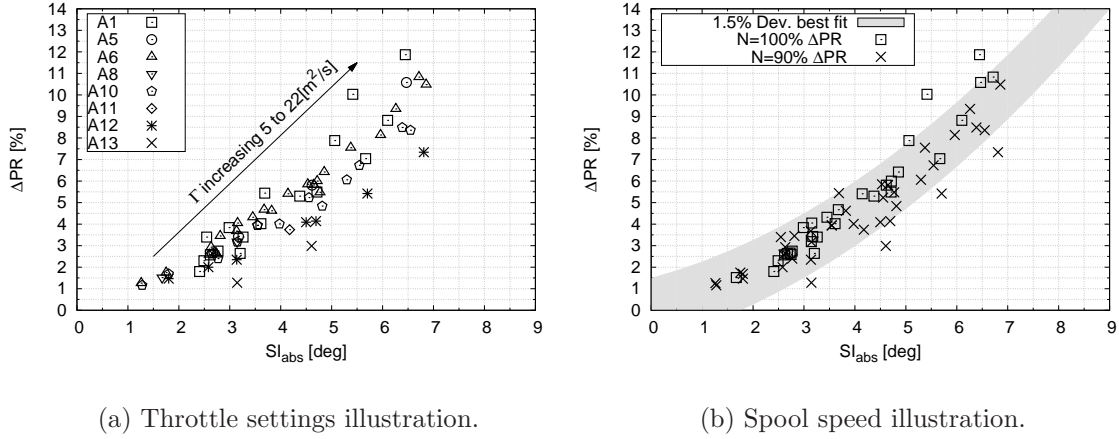 A1
A5
A6
A8
A10
A11
A12
A13
Γ increasing 5 to 22[m²/s]
14
13
12
11
10
9
8
7
6
5
4
3
2
1
0
ΔPR [%]
0 1 2 3 4 5 6 7 8 9
SI_abs [deg]
(a) Throttle settings illustration.
1.5% Dev. best fit
N=100% ΔPR
N=90% ΔPR
14
13
12
11
10
9
8
7
6
5
4
3
2
1
0
ΔPR [%]
0 1 2 3 4 5 6 7 8 9
SI_abs [deg]
(b) Spool speed illustration.